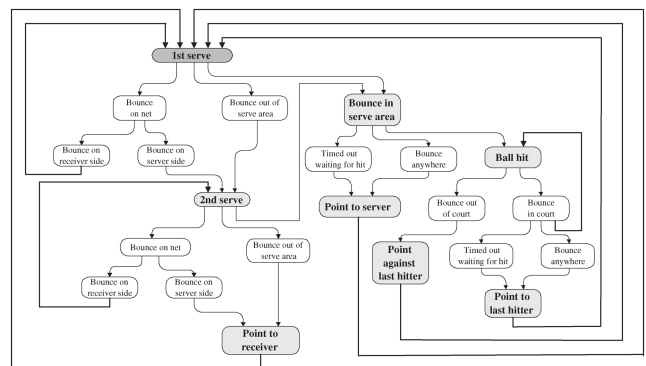 1st serve
Bounce
on net
Bounce out of
serve area
Bounce on
receiver side
Bounce on
server side
2nd serve
Bounce on net
Bounce out of
serve area
Bounce on
receiver side
Bounce on
server side
Point to
receiver
Bounce in
serve area
Timed out
waiting for hit
Bounce
anywhere
Point to server
Ball hit
Bounce out
of court
Bounce
in court
Point
against
last hitter
Timed out
waiting for hit
Bounce
anywhere
Point to
last hitter